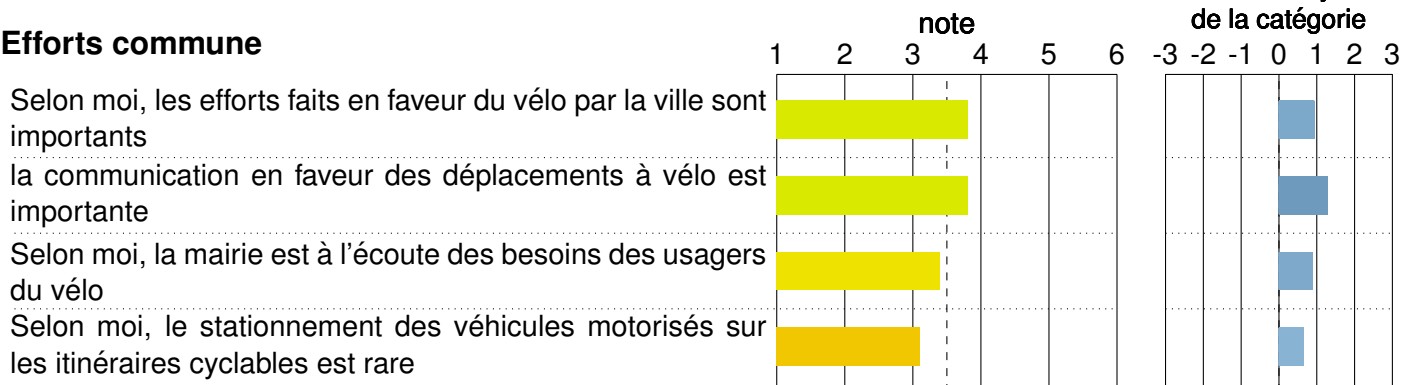 note
de la catégorie
Efforts commune
1 2 3 4 5 6
-3 -2 -1 0 1 2 3
Selon moi, les efforts faits en faveur du vélo par la ville sont
importants
la communication en faveur des déplacements à vélo est
importante
Selon moi, la mairie est à l'écoute des besoins des usagers
du vélo
Selon moi, le stationnement des véhicules motorisés sur
les itinéraires cyclables est rare